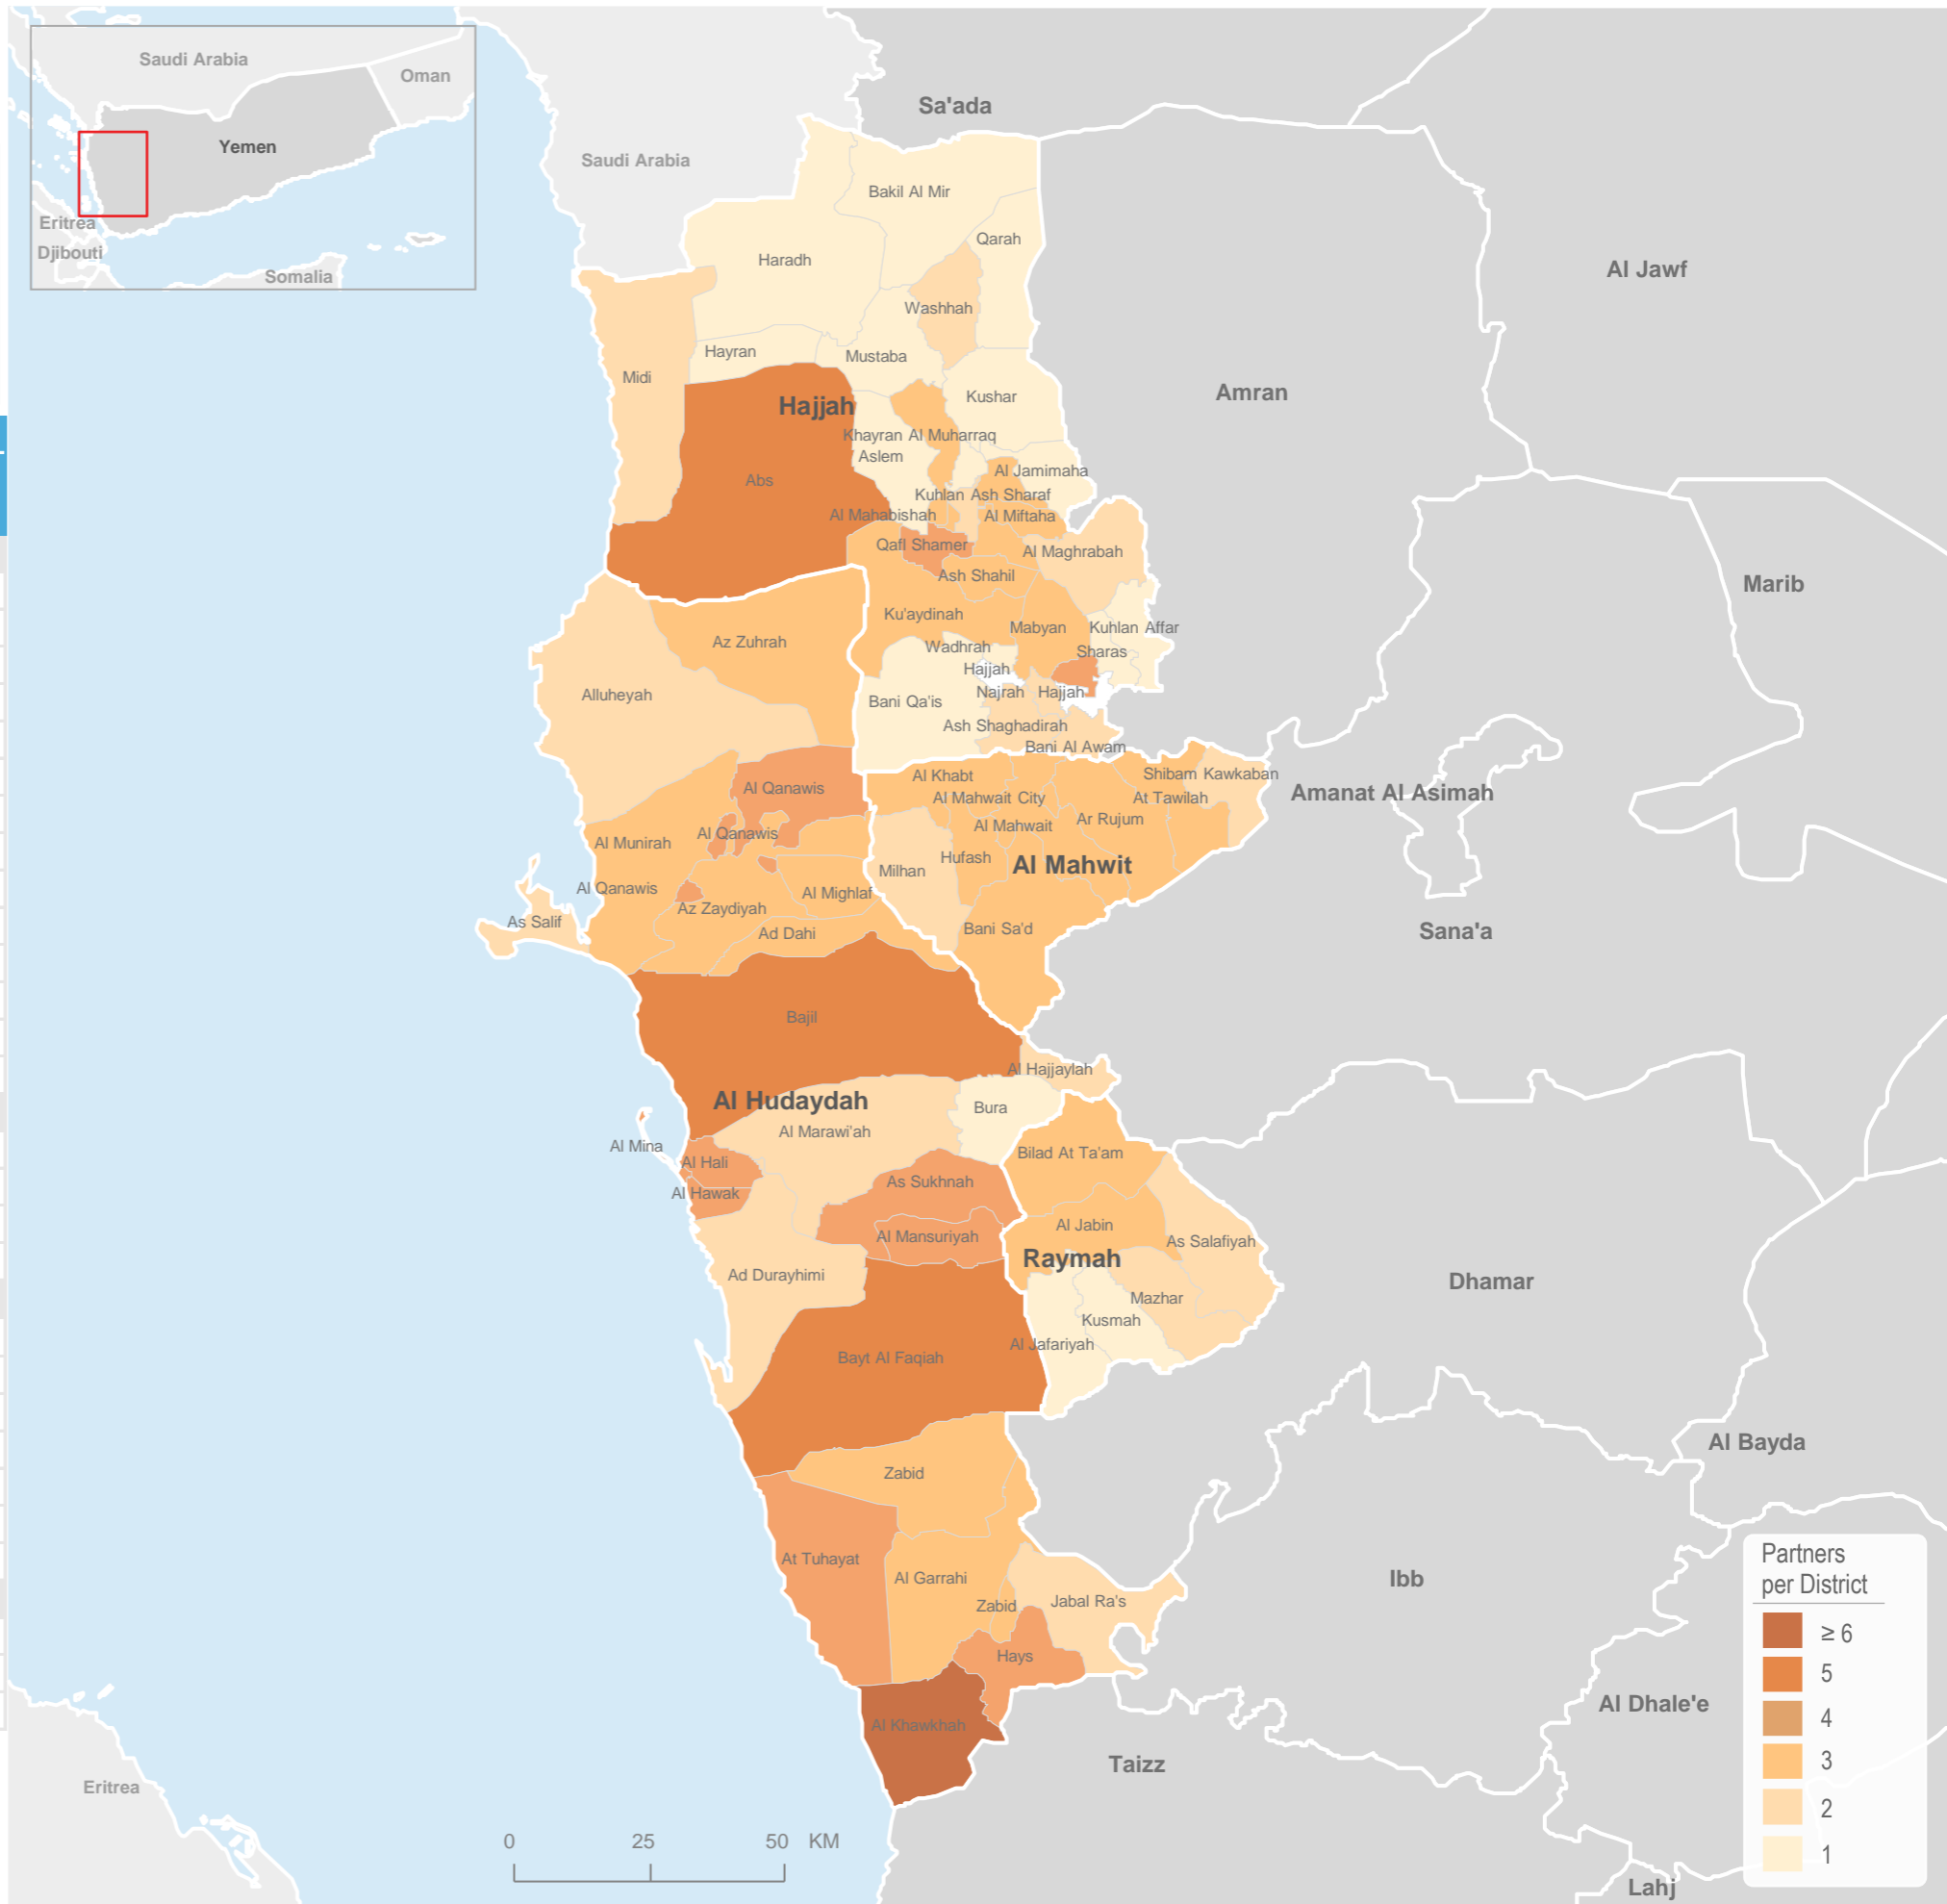 Saudi Arabia
Oman
Yemen
Eritrea
Djibouti
Somalia
Sa'ada
Saudi Arabia
Bakil Al Mir
Qarah
Haradh
Al Jawf
Washhah
Hayran
Mustaba
Midi
Amran
Kushar
Hajjah
Khayran
Al Muharraq
Aslem
Al Jamimaha
Abs
Kuhlan
Ash Sharaf
Al Mahabishah
Al Miftaha
Qafl Shamer
Al Maghrabah
Ash Shahil
Marib
Ku'aydinah
Mabyan
Kuhlan Affar
Az Zuhrah
Wadhrah
Sharas
Hajjah
Alluheyah
Najrah
Hajjah
Bani Qa'is
Ash Shaghadirah
Bani Al Awam
Al Khabt
Shibam Kawkaban
Al Qanawis
Al Mahwait City
At Tawilah
Amanat Al Asimah
Al Mahwait
Ar Rujum
Al Qanawis
Al Munirah
Hufash
Al Mahwit
Milhan
Al Qanawis
Al Mighlaf
Az Zaydiyah
As Salif
Ad Dahi
Bani Sa'd
Sana'a
Bajil
Al Hajjaylah
Al Hudaydah
Bura
Al Marawi'ah
Al Mina
Bilad At Ta'am
Al Hali
As Sukhnah
Al Hawak
Al Jabin
Al Mansuriyah
As Salafiyah
Raymah
Ad Durayhimi
Dhamar
Mazhar
Kusmah
Al Jafariyah
Bayt Al Faqiah
Al Bayda
Zabid
At Tuhayat
Al Garrahi
Ibb
Jabal Ra's
Zabid
Hays
Al Khawkhah
Al Dhale'e
Taizz
Eritrea
Lahj
0 25 50 KM
Partners
per District
≥ 6
5
4
3
2
1